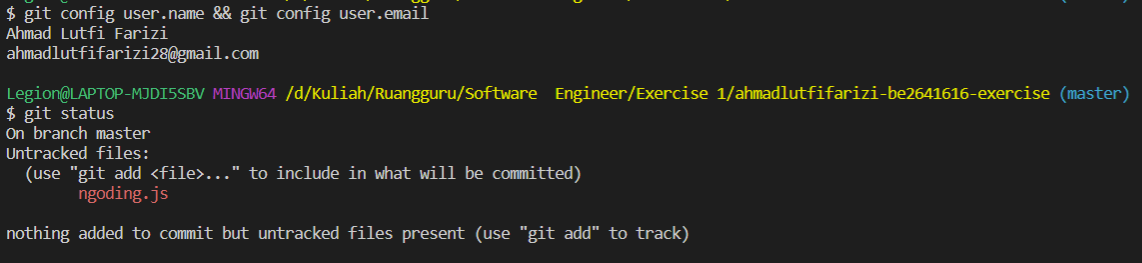 $ git config user.name && git config user.email
Ahmad Lutfi Farizi
ahmadlutfifarizi28@gmail.com
Legion@LAPTOP-MJDI5SBV MINGW64 /d/Kuliah/Ruangguru/Software  Engineer/Exercise 1/ahmadlutfifarizi-be2641616-exercise (master)
$ git status
On branch master
Untracked files:
  (use "git add <file>..." to include in what will be committed)
        ngoding.js
nothing added to commit but untracked files present (use "git add" to track)